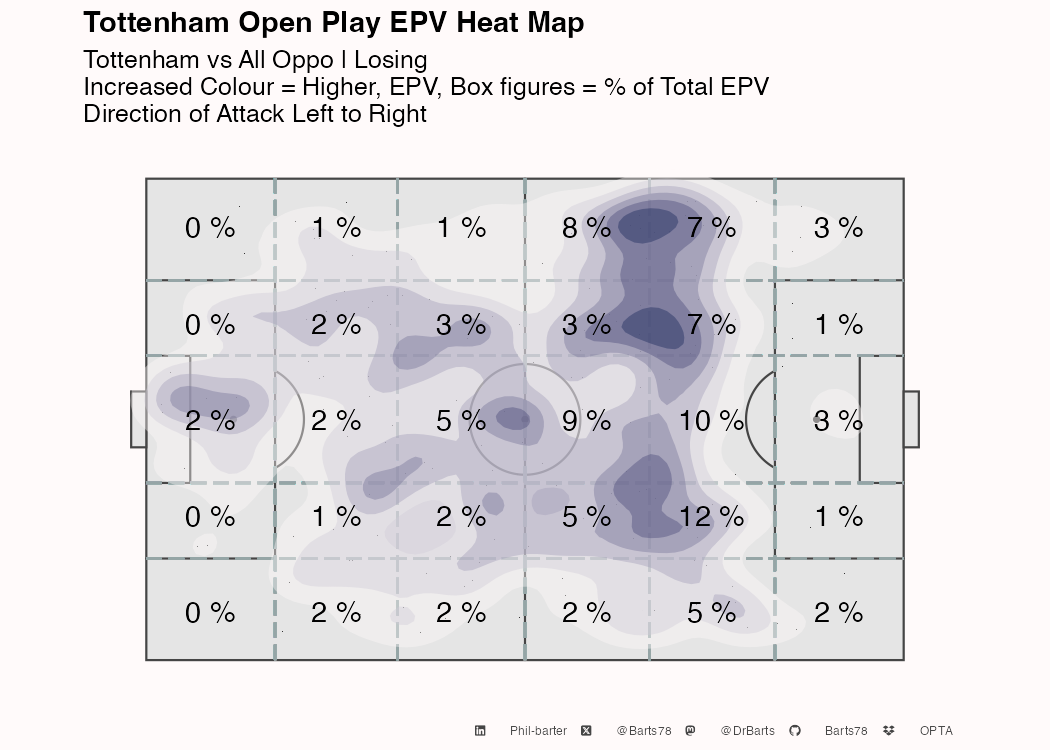 Tottenham Open Play EPV Heat Map
Tottenham vs All Oppo | Losing
Increased Colour = Higher, EPV, Box figures = % of Total EPV
Direction of Attack Left to Right
0 % 1 % 1 % 8 % 7 % 3 %
0 % 2 % 3 % 3 % 7 % 1 %
2 % 2 % 5 % 9 % 10 % 3 %
0 % 1 % 2 % 5 % 12 % 1 %
0 % 2 % 2 % 2 % 5 % 2 %
Phil-barter @Barts78 @DrBarts Barts78 OPTA